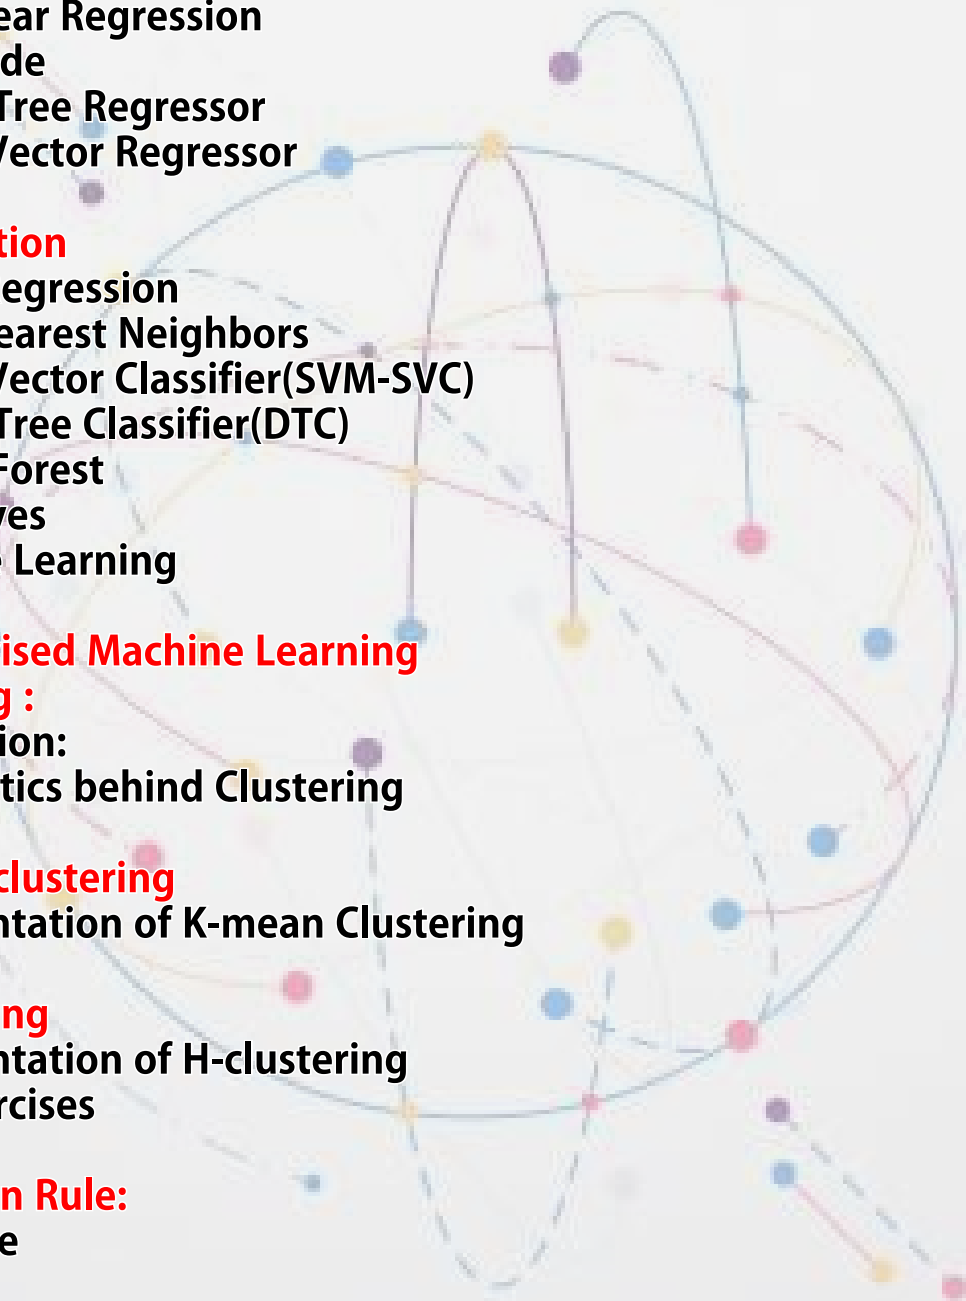 ear Regression
de
Tree Regressor
Vector Regressor
tion
egression
earest Neighbors
Vector Classifier(SVM-SVC)
Tree Classifier(DTC)
Forest
yes
Learning
ised Machine Learning
g :
ion:
tics behind Clustering
clustering
ntation of K-mean Clustering
ng
ntation of H-clustering
rcises
n Rule:
e